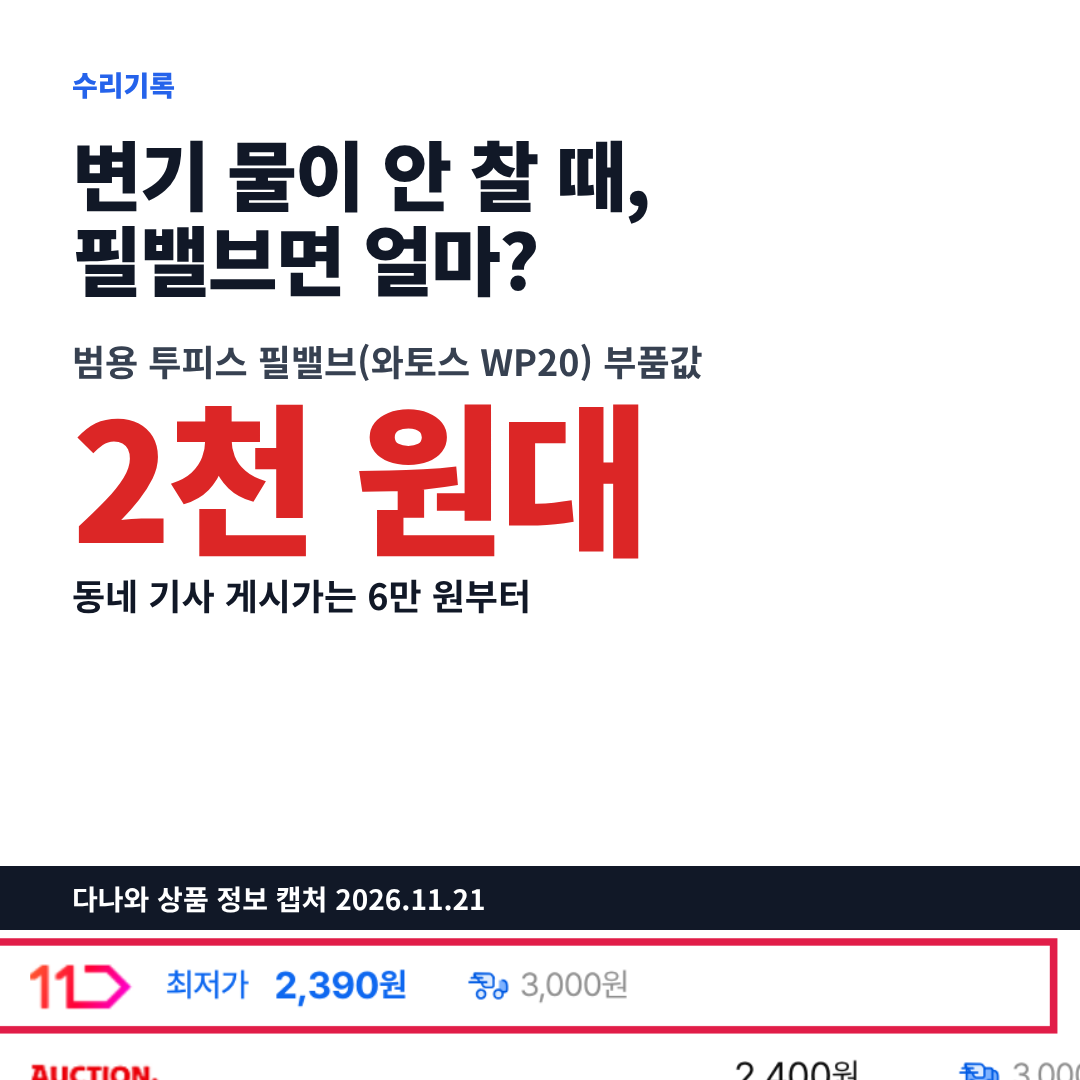 수리기록
변기 물이 안 찰 때,
필밸브면 얼마?
범용 투피스 필밸브(와토스 WP20) 부품값
2천 원대
동네 기사 게시가는 6만 원부터
다나와 상품 정보 캡처 2026.11.21
11 최저가 2,390원 3,000원
AUCTION. 2,400원 3,000